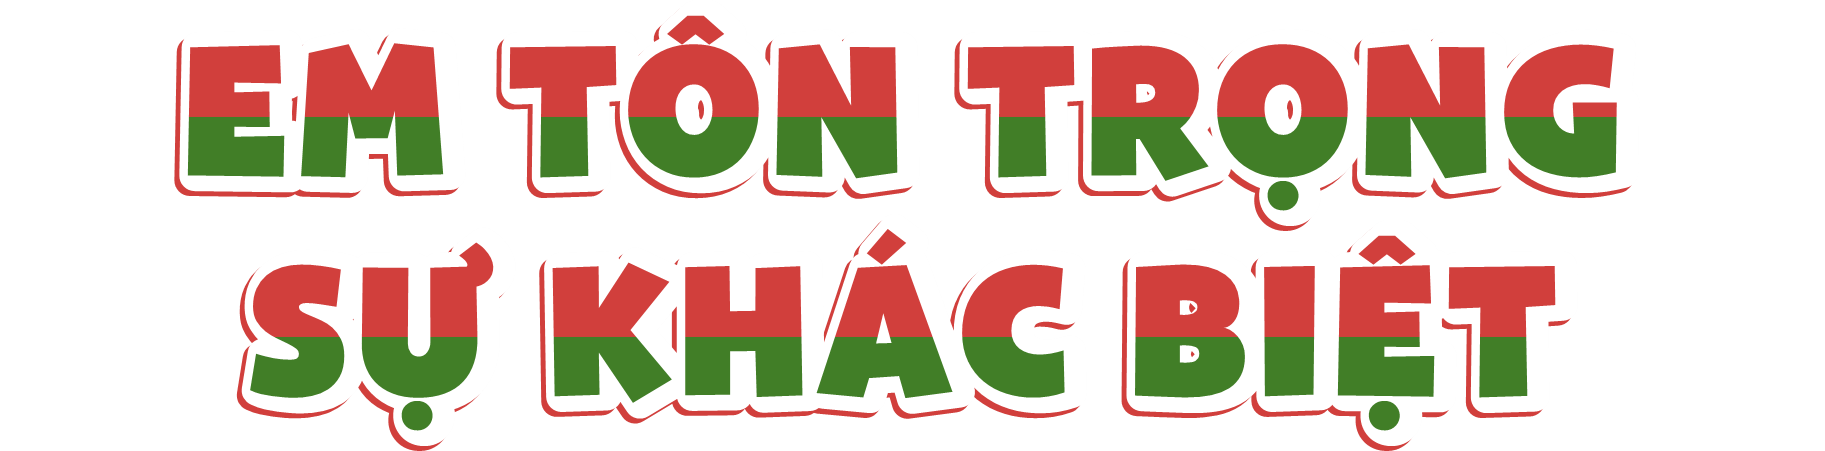 EM TÔN TRỌNG
SỰ KHÁC BIỆT